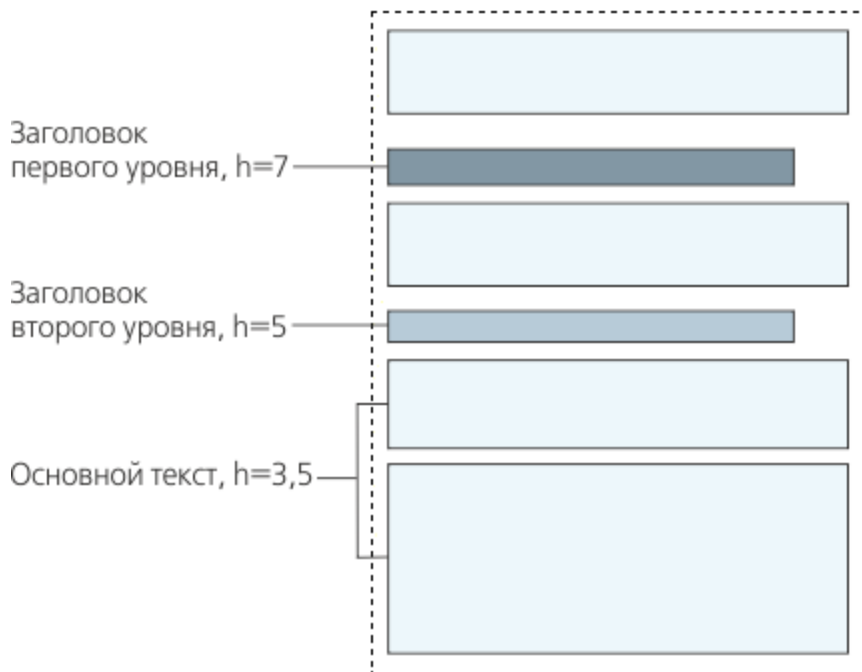 Заголовок
первого уровня, h=7
Заголовок
второго уровня, h=5
Основной текст, h=3,5